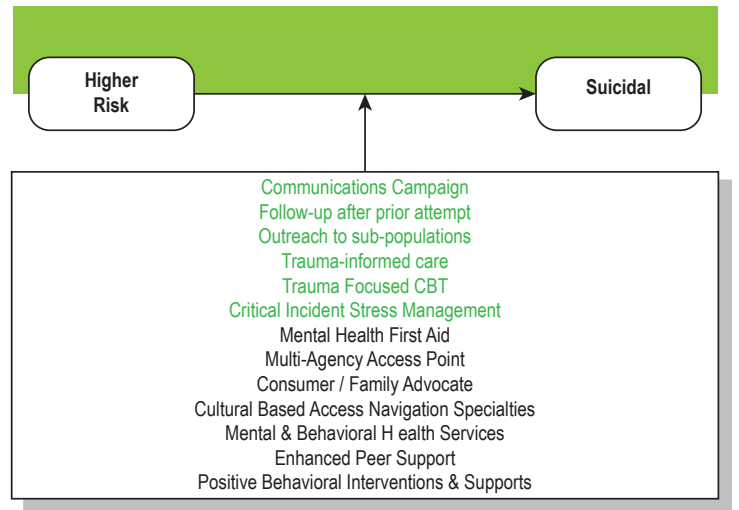 Higher
Risk
Suicidal
Communications Campaign
Follow-up after prior attempt
Outreach to sub-populations
Trauma-informed care
Trauma Focused CBT
Critical Incident Stress Management
Mental Health First Aid
Multi-Agency Access Point
Consumer / Family Advocate
Cultural Based Access Navigation Specialties
Mental & Behavioral H ealth Services
Enhanced Peer Support
Positive Behavioral Interventions & Supports